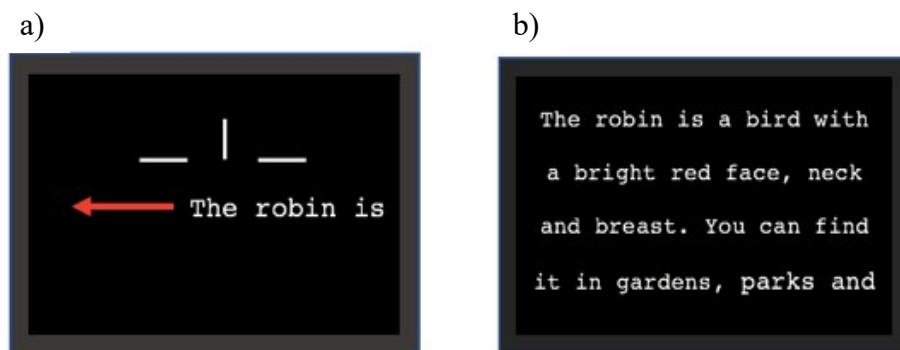 a)
The robin is
b)
The robin is a bird with
a bright red face, neck
and breast. You can find
it in gardens, parks and